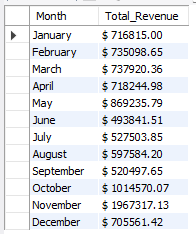 Month Total_Revenue
January $ 716815.00
February $ 735098.65
March $ 737920.36
April $ 718244.98
May $ 869235.79
June $ 493841.51
July $ 527503.85
August $ 597584.20
September $ 520497.65
October $ 1014570.07
November $ 1967317.13
December $ 705561.42